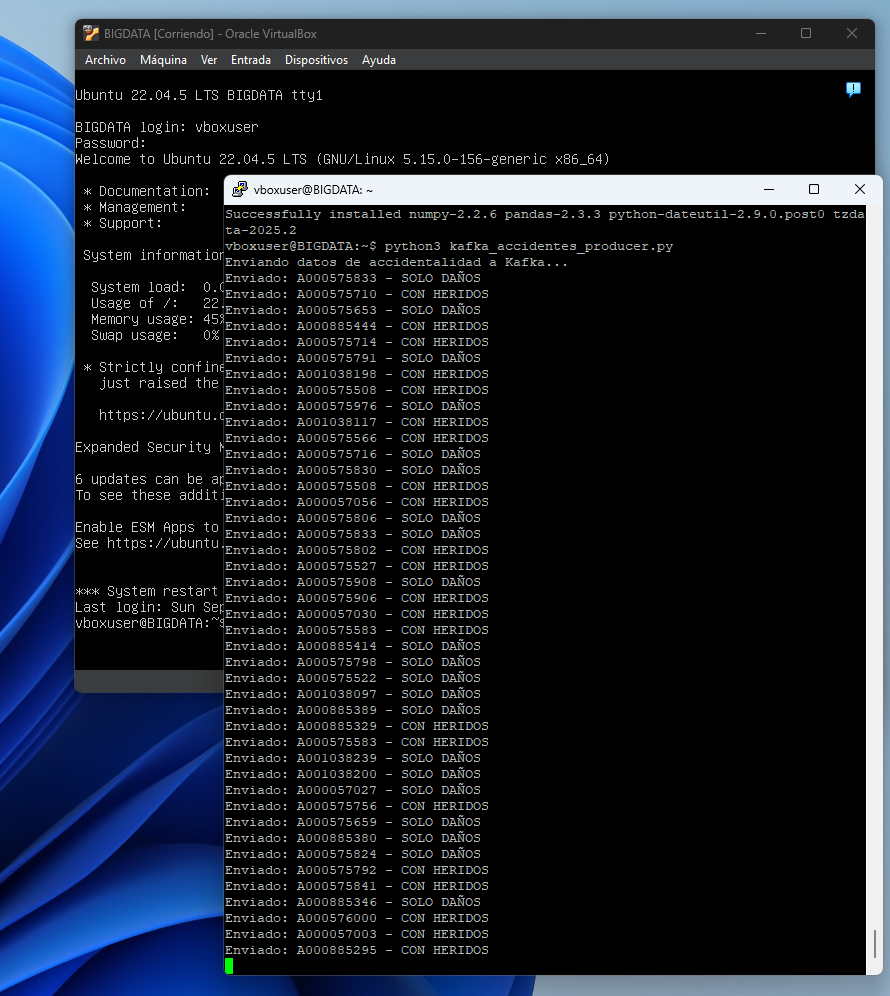 BIGDATA [Corriendo] - Oracle VirtualBox
Archivo Máquina Ver Entrada Dispositivos Ayuda
Ubuntu 22.04.5 LTS BIGDATA tty1
BIGDATA login: vboxuser
Password:
Welcome to Ubuntu 22.04.5 LTS (GNU/Linux 5.15.0-156-generic x86_64)
* Documentation:
* Management:
* Support:
System information
System load: 0.0
Usage of /: 22.
Memory usage: 45%
Swap usage: 0%
* Strictly confine
just raised the
https://ubuntu.
Expanded Security M
6 updates can be ap
To see these additi
Enable ESM Apps to
See https://ubuntu.
*** System restart
Last login: Sun Sep
vboxuser@BIGDATA:~$
vboxuser@BIGDATA: ~
Successfully installed numpy-2.2.6 pandas-2.3.3 python-dateutil-2.9.0.post0 tzda
ta-2025.2
vboxuser@BIGDATA:~$ python3 kafka_accidentes_producer.py
Enviando datos de accidentalidad a Kafka...
Enviado: A000575833 - SOLO DAÑOS
Enviado: A000575710 - CON HERIDOS
Enviado: A000575653 - SOLO DAÑOS
Enviado: A000885444 - CON HERIDOS
Enviado: A000575714 - CON HERIDOS
Enviado: A000575791 - SOLO DAÑOS
Enviado: A001038198 - CON HERIDOS
Enviado: A000575508 - CON HERIDOS
Enviado: A000575976 - SOLO DAÑOS
Enviado: A001038117 - CON HERIDOS
Enviado: A000575566 - CON HERIDOS
Enviado: A000575716 - SOLO DAÑOS
Enviado: A000575830 - SOLO DAÑOS
Enviado: A000575508 - CON HERIDOS
Enviado: A000057056 - CON HERIDOS
Enviado: A000575806 - SOLO DAÑOS
Enviado: A000575833 - SOLO DAÑOS
Enviado: A000575802 - CON HERIDOS
Enviado: A000575527 - CON HERIDOS
Enviado: A000575908 - SOLO DAÑOS
Enviado: A000575906 - CON HERIDOS
Enviado: A000057030 - CON HERIDOS
Enviado: A000575583 - CON HERIDOS
Enviado: A000885414 - SOLO DAÑOS
Enviado: A000575798 - SOLO DAÑOS
Enviado: A000575522 - SOLO DAÑOS
Enviado: A001038097 - SOLO DAÑOS
Enviado: A000885389 - SOLO DAÑOS
Enviado: A000885329 - CON HERIDOS
Enviado: A000575583 - CON HERIDOS
Enviado: A001038239 - SOLO DAÑOS
Enviado: A001038200 - SOLO DAÑOS
Enviado: A000057027 - SOLO DAÑOS
Enviado: A000575756 - CON HERIDOS
Enviado: A000575659 - SOLO DAÑOS
Enviado: A000885380 - SOLO DAÑOS
Enviado: A000575824 - SOLO DAÑOS
Enviado: A000575792 - CON HERIDOS
Enviado: A000575841 - CON HERIDOS
Enviado: A000885346 - SOLO DAÑOS
Enviado: A000576000 - CON HERIDOS
Enviado: A000057003 - CON HERIDOS
Enviado: A000885295 - CON HERIDOS